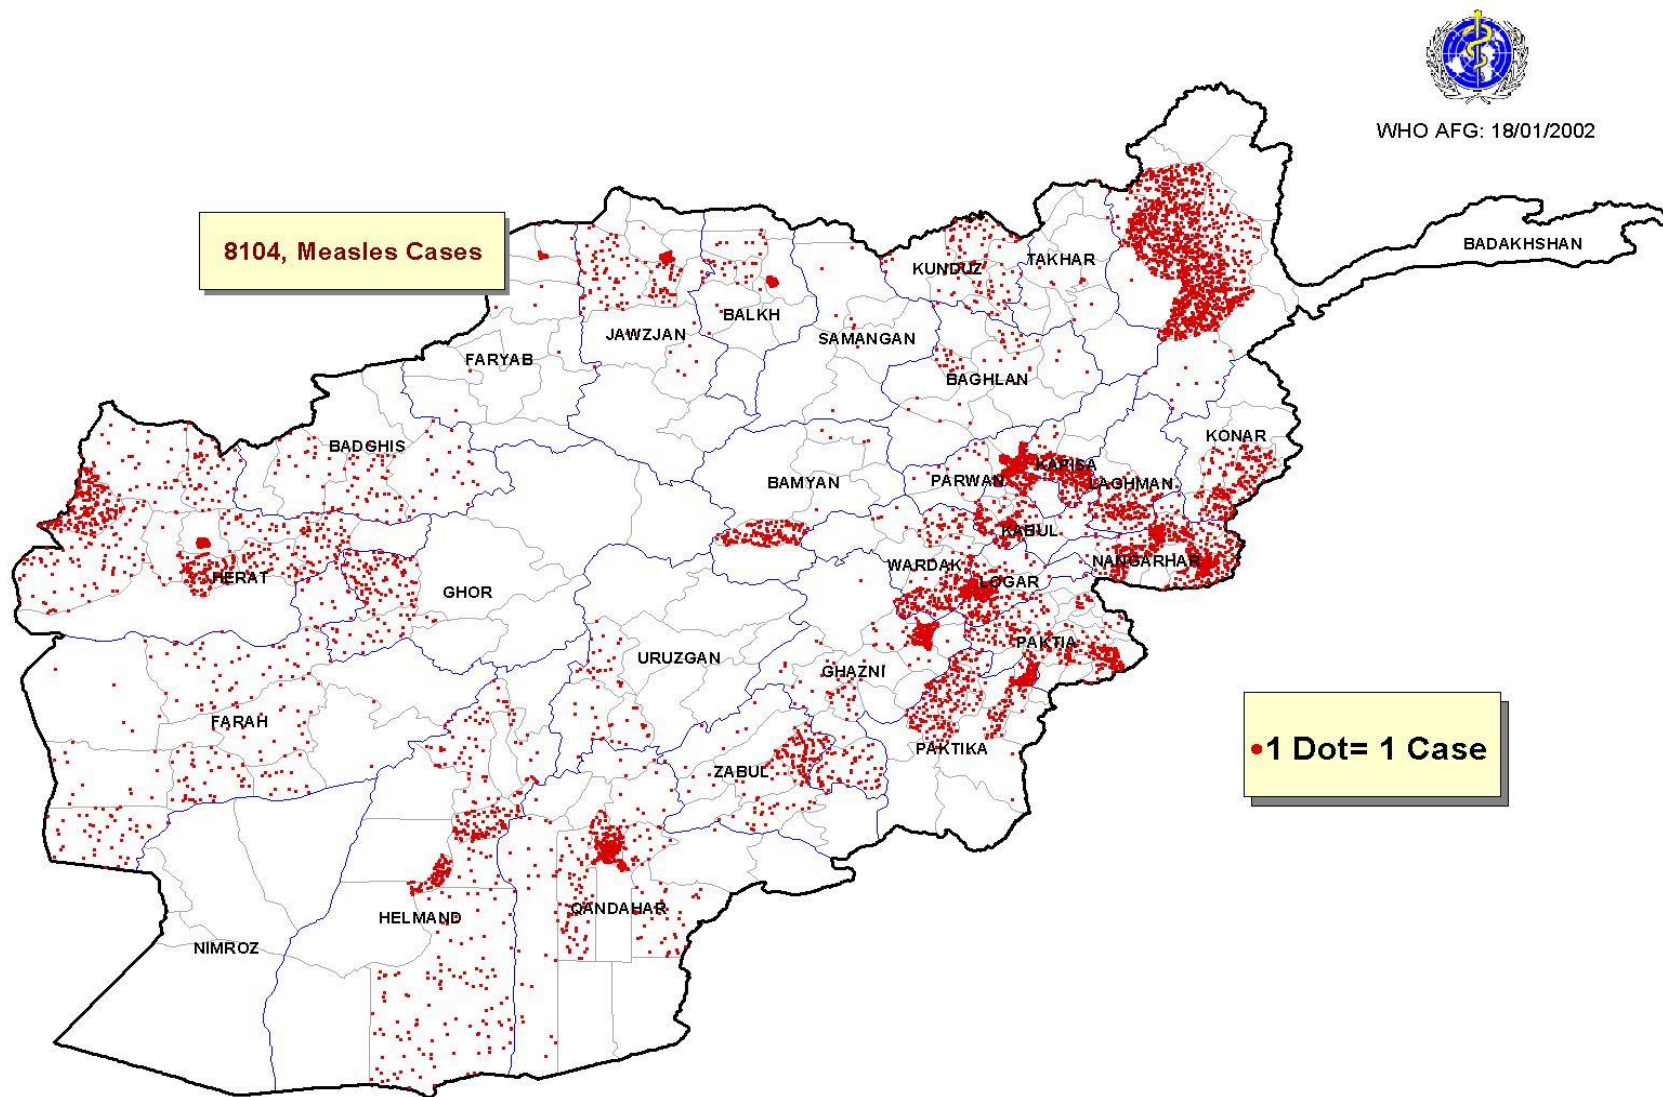 WHO AFG: 18/01/2002
8104, Measles Cases
BADAKHSHAN
KUNDUZ
TAKHAR
BALKH
JAWZJAN
SAMANGAN
FARYAB
BAGHLAN
KONAR
BADGHIS
KAPISA
BAMYAN
PARWAN
LAGHMAN
KABUL
NANGARHAR
WARDAK
HERAT
LOGAR
GHOR
PAKTIA
URUZGAN
GHAZNI
FARAH
PAKTIKA
•1 Dot= 1 Case
ZABUL
QANDAHAR
HELMAND
NIMROZ